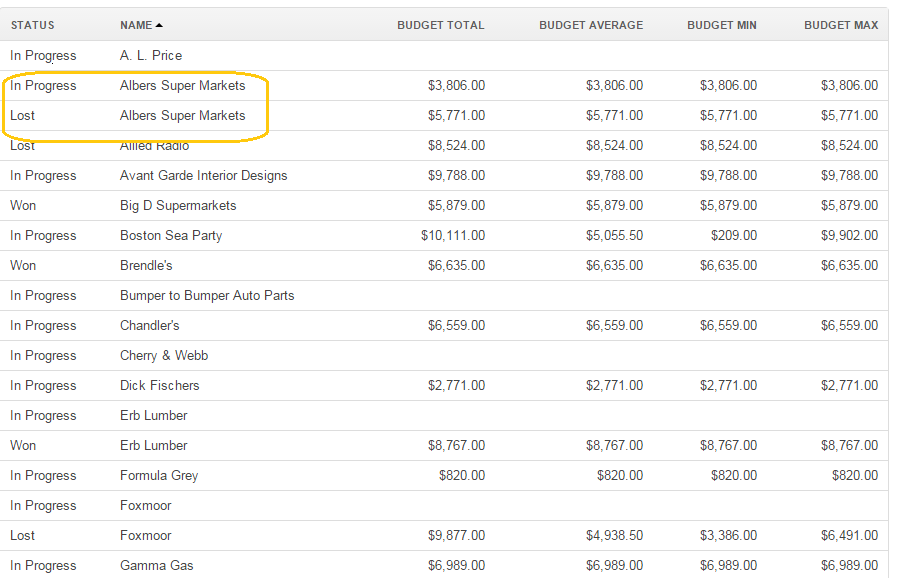 STATUS NAME BUDGET TOTAL BUDGET AVERAGE BUDGET MIN BUDGET MAX
In Progress A. L. Price
In Progress Albers Super Markets $3,806.00 $3,806.00 $3,806.00 $3,806.00
Lost Albers Super Markets $5,771.00 $5,771.00 $5,771.00 $5,771.00
Lost Allied Radio $8,524.00 $8,524.00 $8,524.00 $8,524.00
In Progress Avant Garde Interior Designs $9,788.00 $9,788.00 $9,788.00 $9,788.00
Won Big D Supermarkets $5,879.00 $5,879.00 $5,879.00 $5,879.00
In Progress Boston Sea Party $10,111.00 $5,055.50 $209.00 $9,902.00
Won Brendle's $6,635.00 $6,635.00 $6,635.00 $6,635.00
In Progress Bumper to Bumper Auto Parts
In Progress Chandler's $6,559.00 $6,559.00 $6,559.00 $6,559.00
In Progress Cherry & Webb
In Progress Dick Fischers $2,771.00 $2,771.00 $2,771.00 $2,771.00
In Progress Erb Lumber
Won Erb Lumber $8,767.00 $8,767.00 $8,767.00 $8,767.00
In Progress Formula Grey $820.00 $820.00 $820.00 $820.00
In Progress Foxmoor
Lost Foxmoor $9,877.00 $4,938.50 $3,386.00 $6,491.00
In Progress Gamma Gas $6,989.00 $6,989.00 $6,989.00 $6,989.00